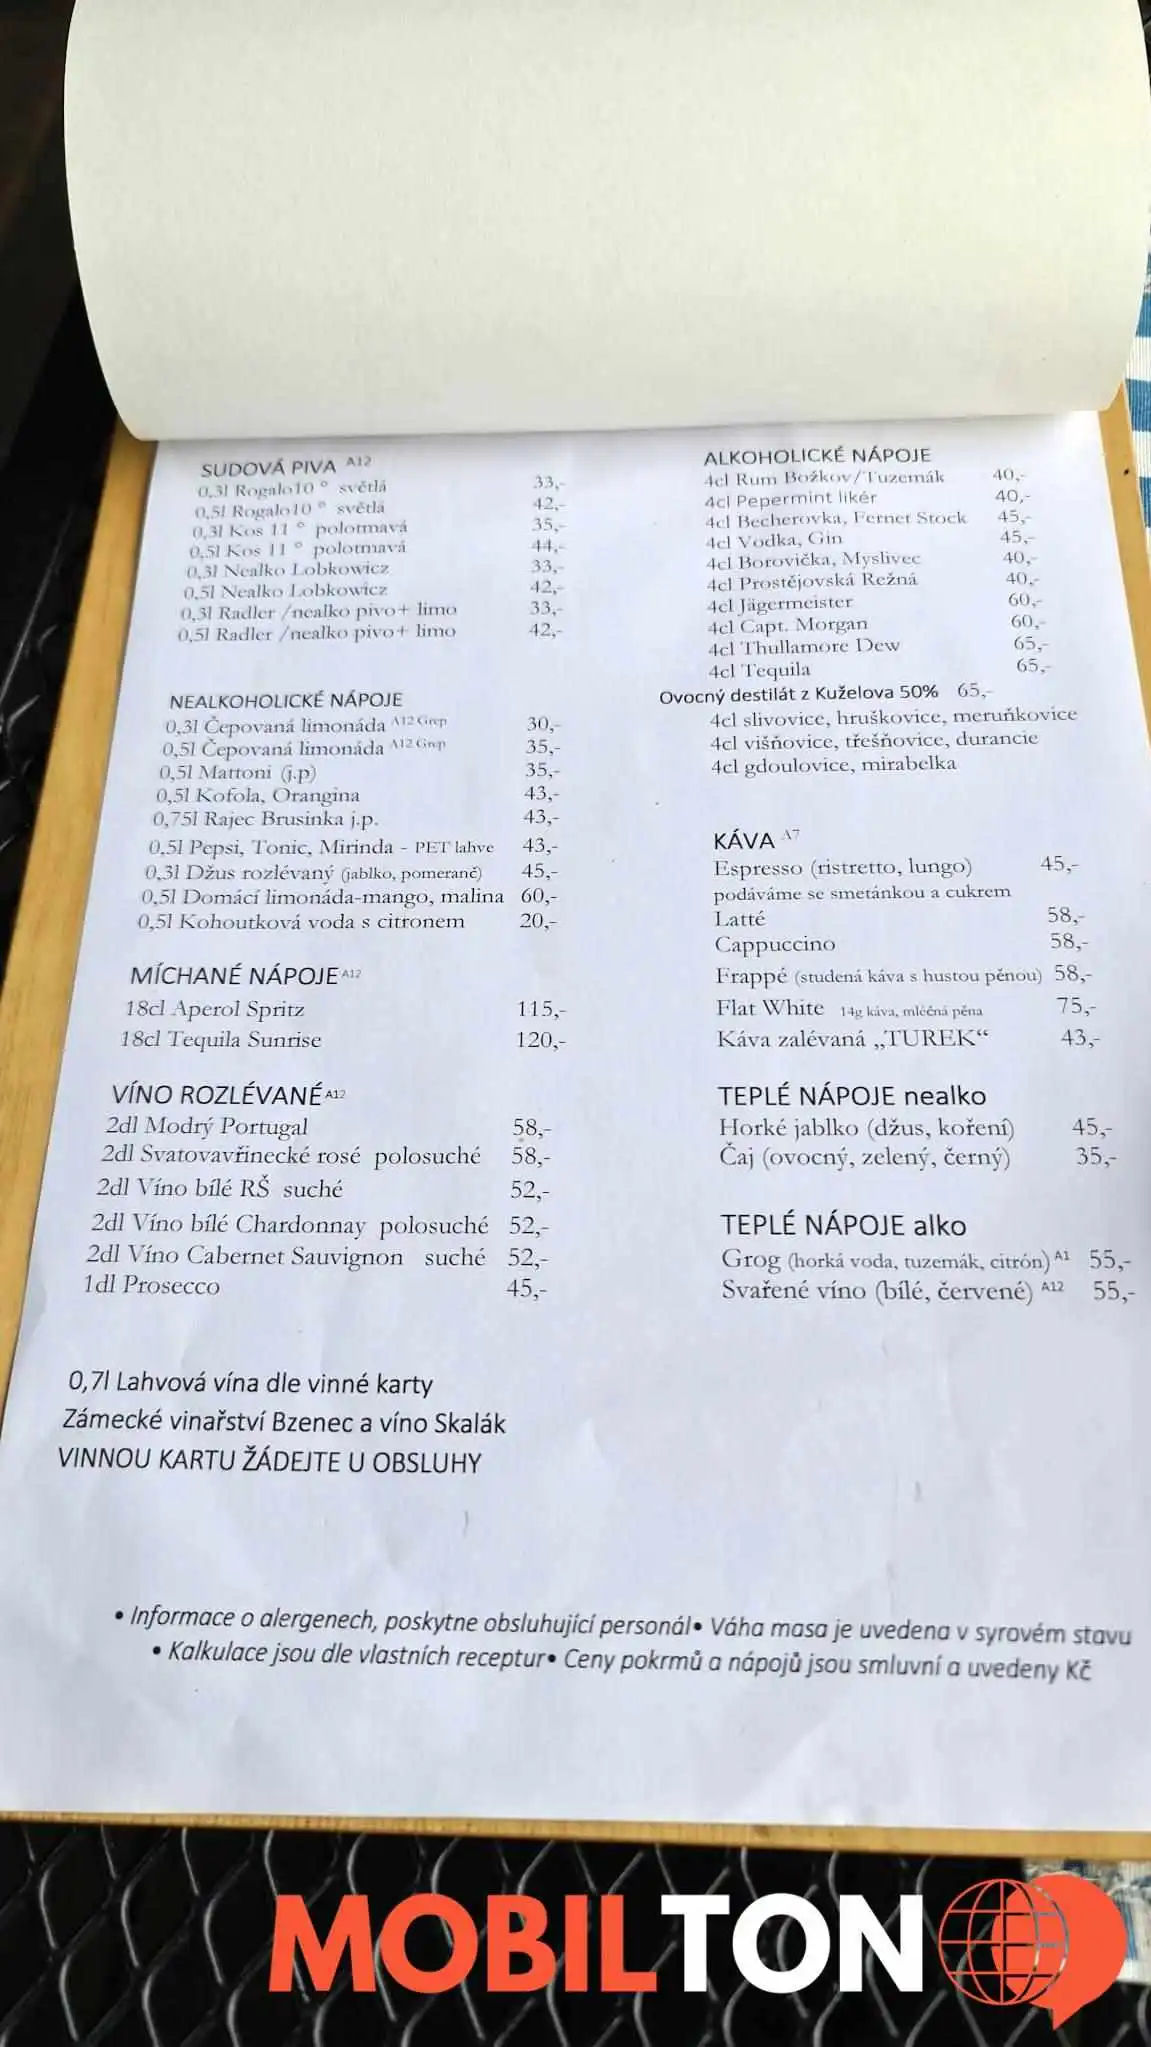 SUDOVÁ PIVA A12
0,3l Rogalo10 ° světlá 33,-
0,5l Rogalo10 ° světlá 42,-
0,3l Kos 11 ° polotmavá 35,-
0,5l Kos 11 ° polotmavá 44,-
0,3l Nealko Lobkowicz 33,-
0,5l Nealko Lobkowicz 42,-
0,3l Radler /nealko pivo+ limo 33,-
0,5l Radler /nealko pivo+ limo 42,-
NEALKOHOLICKÉ NÁPOJE
0,3l Čepovaná limonáda A12 Grep 30,-
0,5l Čepovaná limonáda A12 Grep 35,-
0,5l Mattoni (j.p) 35,-
0,5l Kofola, Orangina 43,-
0,75l Rajec Brusinka j.p. 43,-
0,5l Pepsi, Tonic, Mirinda - PET lahve 43,-
0,3l Džus rozlévaný (jablko, pomeranč) 45,-
0,5l Domácí limonáda-mango, malina 60,-
0,5l Kohoutková voda s citronem 20,-
MÍCHANÉ NÁPOJE A12
18cl Aperol Spritz 115,-
18cl Tequila Sunrise 120,-
VÍNO ROZLÉVANÉ A12
2dl Modrý Portugal 58,-
2dl Svatovavřinecké rosé polosuché 58,-
2dl Víno bílé RŠ suché 52,-
2dl Víno bílé Chardonnay polosuché 52,-
2dl Víno Cabernet Sauvignon suché 52,-
1dl Prosecco 45,-
0,7l Lahvová vína dle vinné karty
Zámecké vinařství Bzenec a víno Skalák
VINNOU KARTU ŽÁDEJTE U OBSLUHY
ALKOHOLICKÉ NÁPOJE
4cl Rum Božkov/Tuzemák 40,-
4cl Pepermint likér 40,-
4cl Becherovka, Fernet Stock 45,-
4cl Vodka, Gin 45,-
4cl Borovička, Myslivec 40,-
4cl Prostějovská Režná 40,-
4cl Jägermeister 60,-
4cl Capt. Morgan 60,-
4cl Thullamore Dew 65,-
4cl Tequila 65,-
Ovocný destilát z Kuželova 50% 65,-
4cl slivovice, hruškovice, meruňkovice
4cl višňovice, třešňovice, durancie
4cl gdoulovice, mirabelka
KÁVA A7
Espresso (ristretto, lungo) 45,-
podáváme se smetánkou a cukrem
Latté 58,-
Cappuccino 58,-
Frappé (studená káva s hustou pěnou) 58,-
Flat White 14g káva, mléčná pěna 75,-
Káva zalévaná „TUREK“ 43,-
TEPLÉ NÁPOJE nealko
Horké jablko (džus, koření) 45,-
Čaj (ovocný, zelený, černý) 35,-
TEPLÉ NÁPOJE alko
Grog (horká voda, tuzemák, citrón) A1 55,-
Svařené víno (bílé, červené) A12 55,-
• Informace o alergenech, poskytne obsluhující personál• Váha masa je uvedena v syrovém stavu
• Kalkulace jsou dle vlastních receptur• Ceny pokrmů a nápojů jsou smluvní a uvedeny Kč
MOBILTON